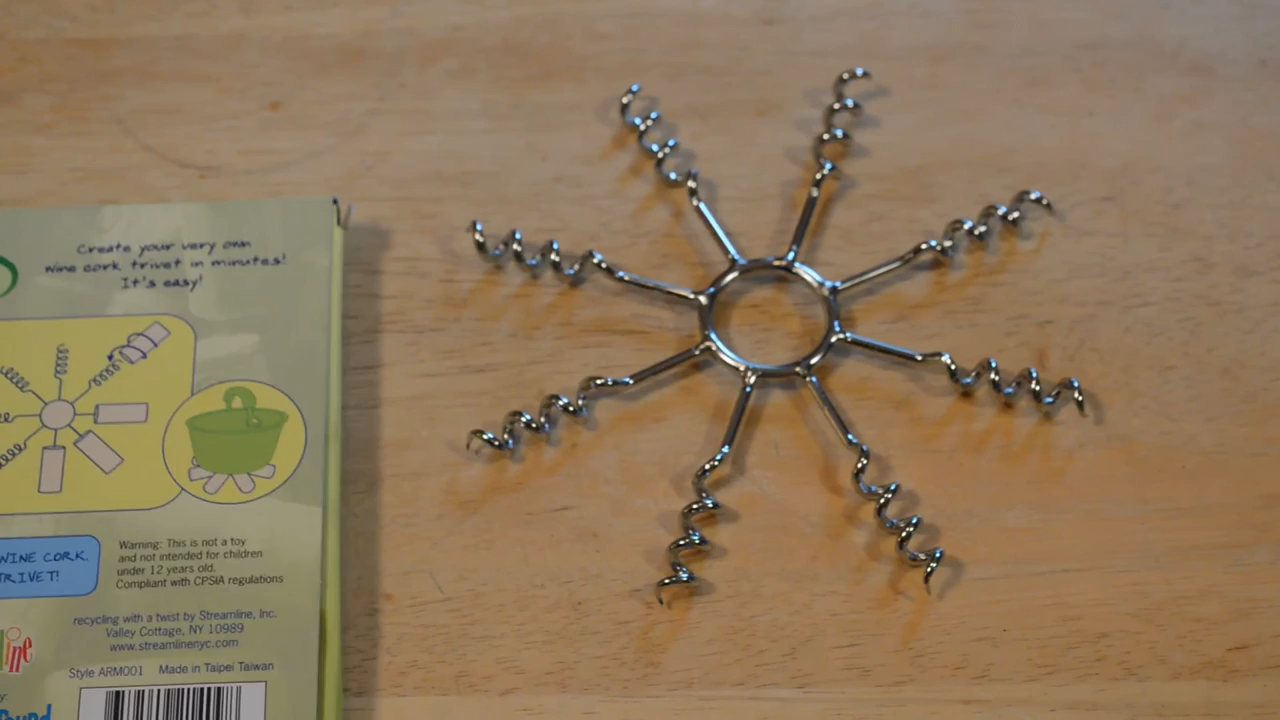 Create your very own
wine cork trivet in minutes!
It's easy!
WINE CORK
TRIVET!
Warning: This is not a toy
and not intended for children
under 12 years old.
Compliant with CPSIA regulations
recycling with a twist by Streamline, Inc.
Valley Cottage, NY 10989
www.streamlinenyc.com
line
Style ARM001 Made in Taipei Taiwan